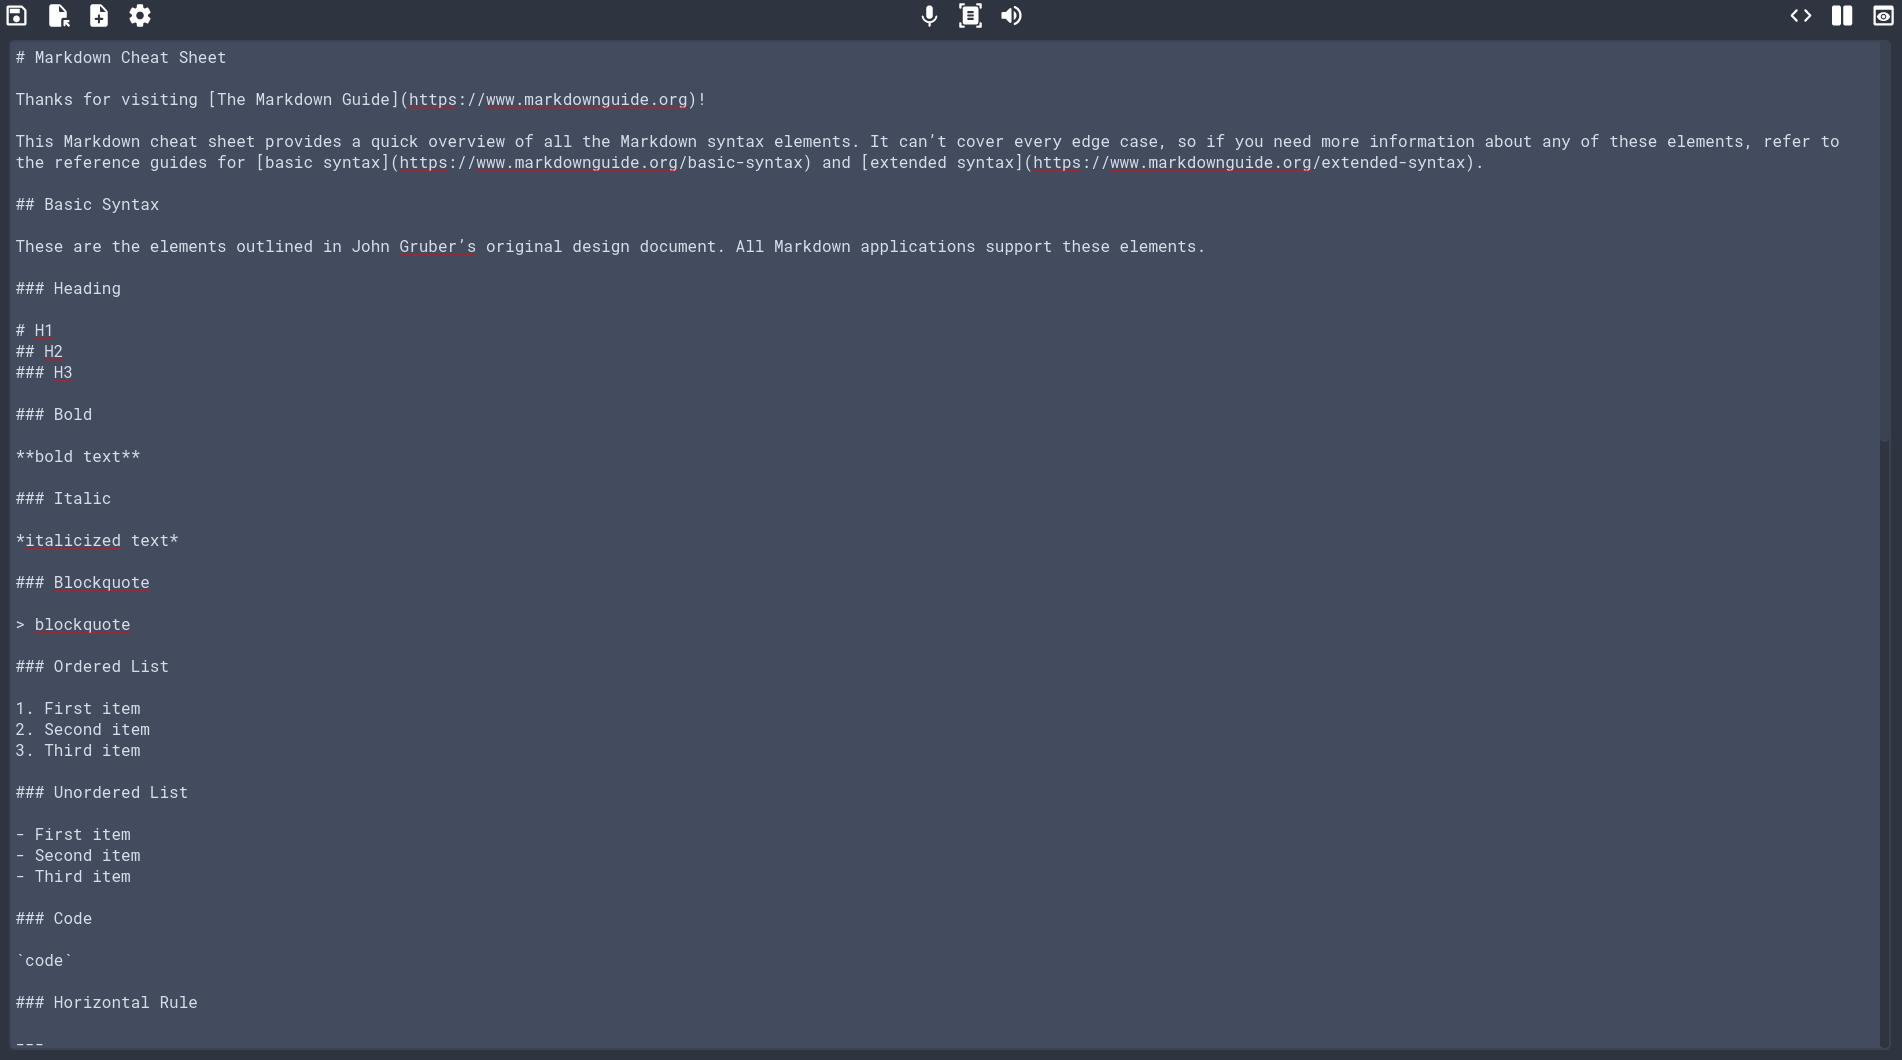 # Markdown Cheat Sheet
Thanks for visiting [The Markdown Guide](https://www.markdownguide.org)!
This Markdown cheat sheet provides a quick overview of all the Markdown syntax elements. It can’t cover every edge case, so if you need more information about any of these elements, refer to
the reference guides for [basic syntax](https://www.markdownguide.org/basic-syntax) and [extended syntax](https://www.markdownguide.org/extended-syntax).
## Basic Syntax
These are the elements outlined in John Gruber’s original design document. All Markdown applications support these elements.
### Heading
# H1
## H2
### H3
### Bold
**bold text**
### Italic
*italicized text*
### Blockquote
> blockquote
### Ordered List
1. First item
2. Second item
3. Third item
### Unordered List
- First item
- Second item
- Third item
### Code
`code`
### Horizontal Rule
---